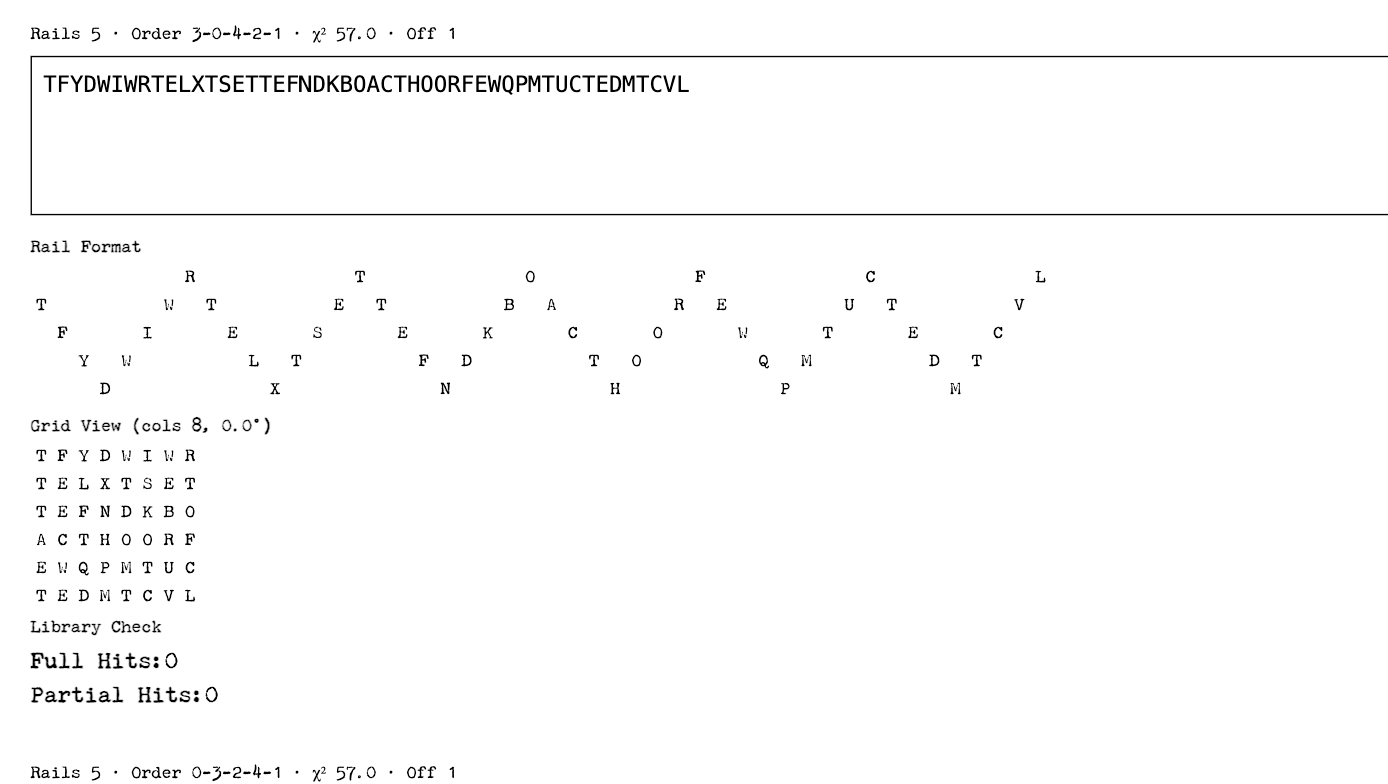 Rails 5 · Order 3-0-4-2-1 · χ² 57.0 · Off 1
TFYDWIWRTELXTSETTEFNDKBOACTHOORFEWQPMTUCTEDMTCVL
Rail Format
R T O F C L
T W T E T B A R E U T V
F I E S E K C O W T E C
Y W L T F D T O Q M D T
D X N H P M
Grid View (cols 8, 0.0°)
T F Y D W I W R
T E L X T S E T
T E F N D K B O
A C T H O O R F
E W Q P M T U C
T E D M T C V L
Library Check
Full Hits:0
Partial Hits:0
Rails 5 · Order 0-3-2-4-1 · χ² 57.0 · Off 1